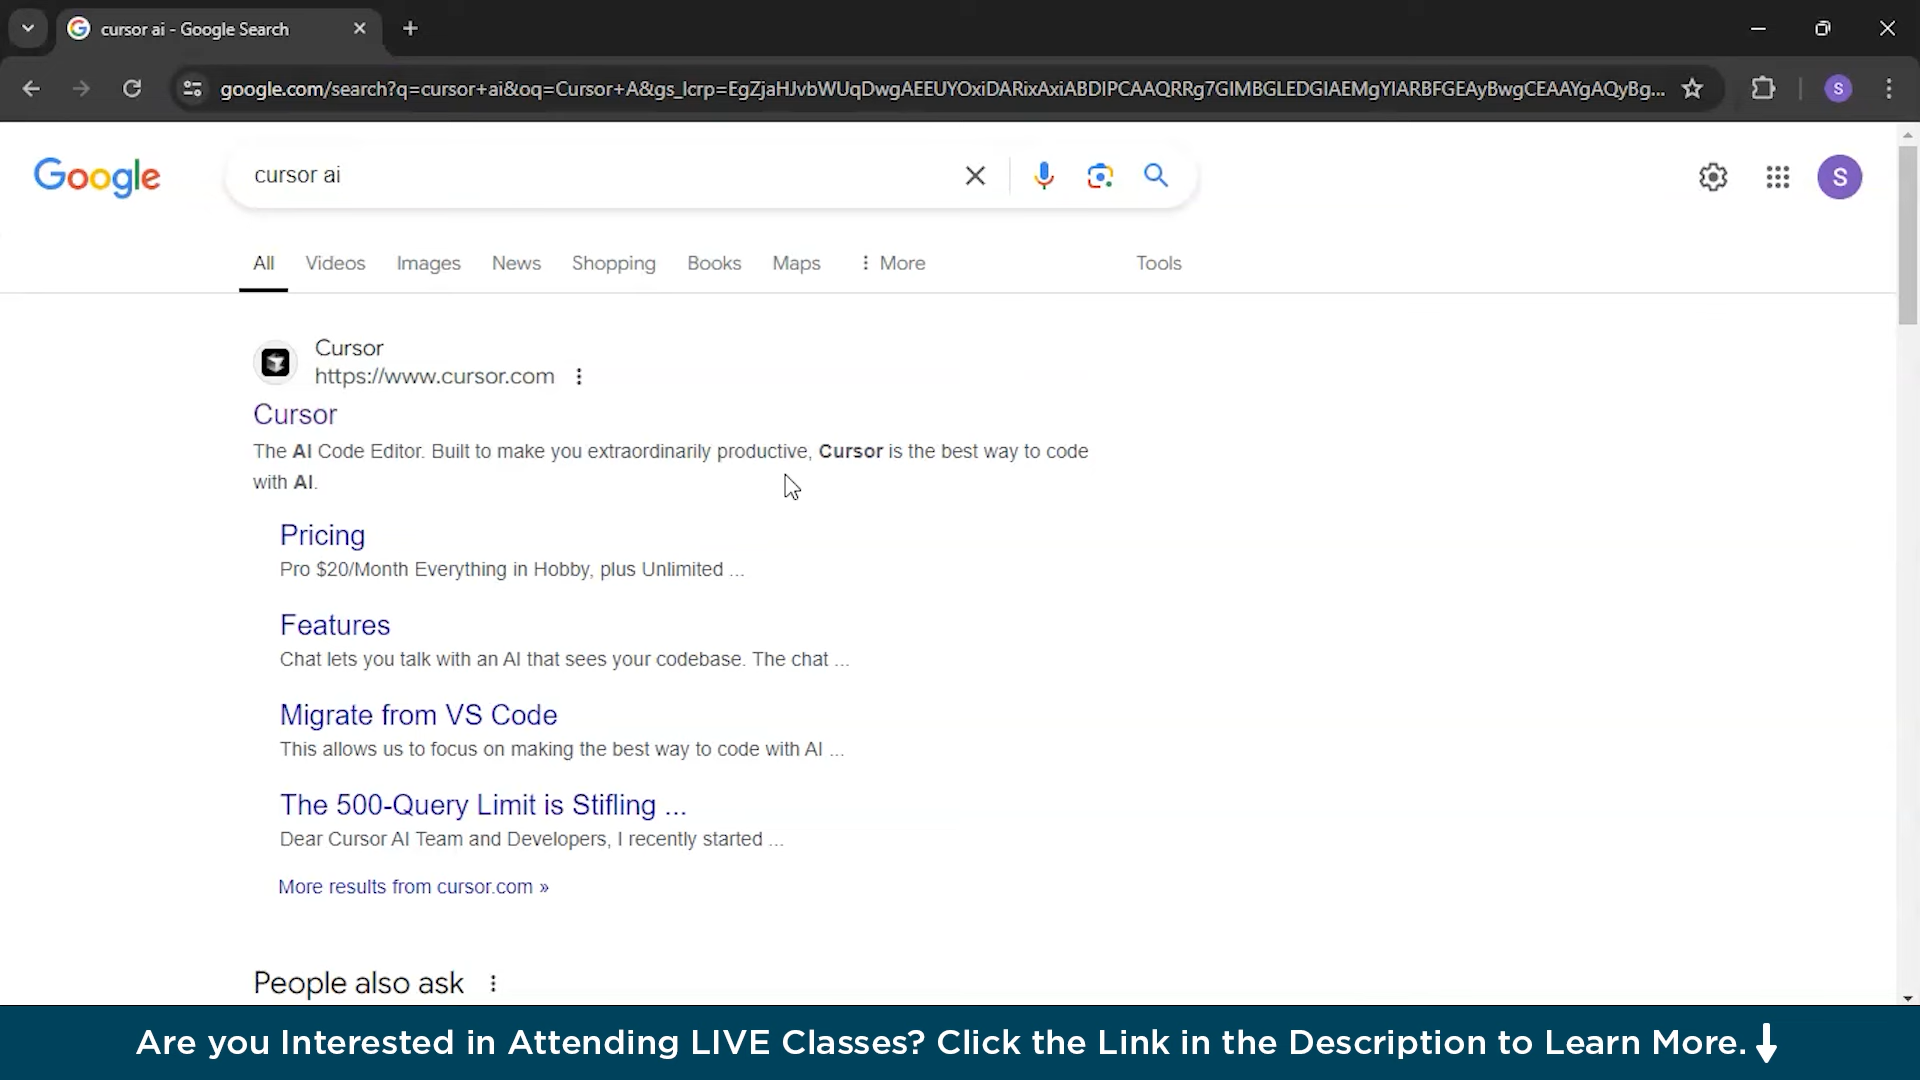 cursor ai - Google Search
google.com/search?q=cursor+ai&oq=Cursor+A&gs_lcrp=EgZjaHJvbWUqDwgAEEUYOxiDARixAxiABDIPCAAQRRg7GIMBGLEDGIAEMgYIARBFGEAyBwgCEAAYgAQyBg...
S
Google
cursor ai
S
All Videos Images News Shopping Books Maps More Tools
Cursor
https://www.cursor.com
Cursor
The AI Code Editor. Built to make you extraordinarily productive, Cursor is the best way to code
with AI.
Pricing
Pro $20/Month Everything in Hobby, plus Unlimited ...
Features
Chat lets you talk with an AI that sees your codebase. The chat ...
Migrate from VS Code
This allows us to focus on making the best way to code with AI ...
The 500-Query Limit is Stifling ...
Dear Cursor AI Team and Developers, I recently started ...
More results from cursor.com »
People also ask
Are you Interested in Attending LIVE Classes? Click the Link in the Description to Learn More.